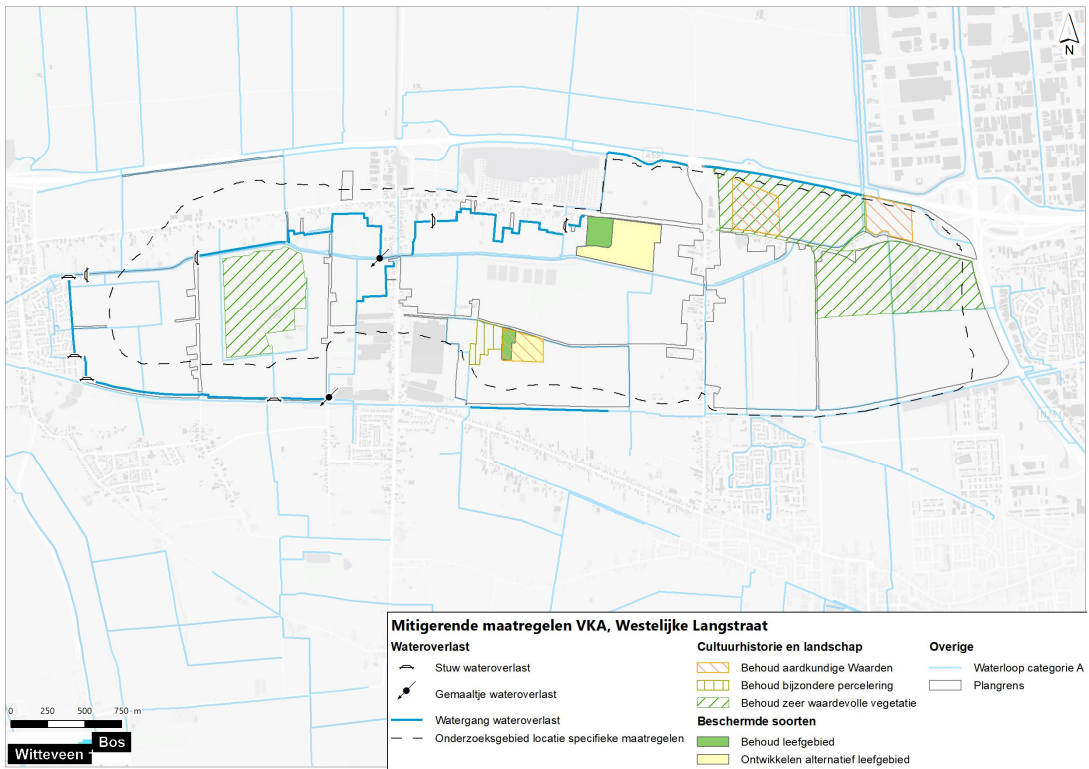 N
Mitigerende maatregelen VKA, Westelijke Langstraat
Wateroverlast
Stuw wateroverlast
Gemaaltje wateroverlast
Watergang wateroverlast
Onderzoeksgebied locatie specifieke maatregelen
Cultuurhistorie en landschap
Behoud aardkundige Waarden
Behoud bijzondere percelering
Behoud zeer waardevolle vegetatie
Beschermde soorten
Behoud leefgebied
Ontwikkelen alternatief leefgebied
Overige
Waterloop categorie A
Plangrens
0 250 500 750 m
Witteveen + Bos